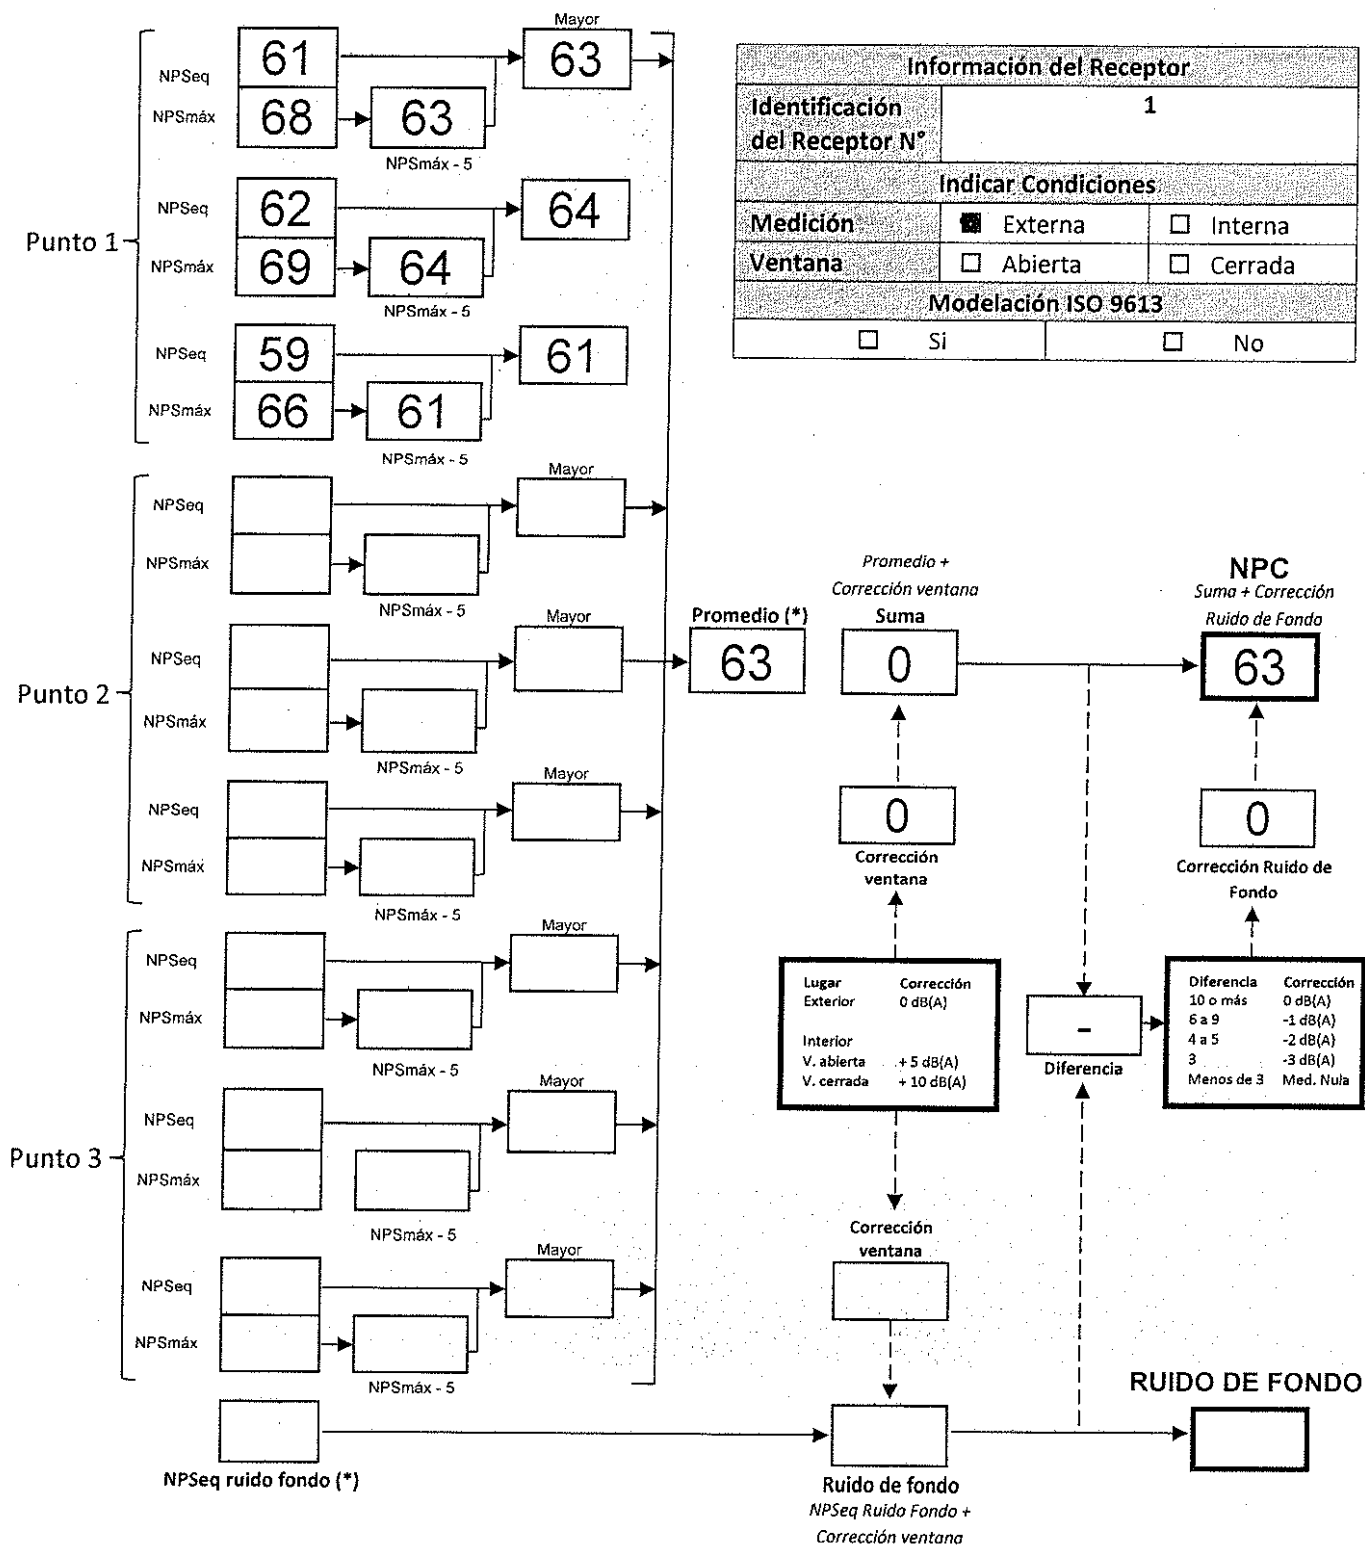 Mayor
NPSeq 61 63
NPSmáx 68 63
NPSmáx - 5
NPSeq 62 64
NPSmáx 69 64
NPSmáx - 5
Punto 1
NPSeq 59 61
NPSmáx 66 61
NPSmáx - 5
Información del Receptor
Identificación del Receptor N° 1
Indicar Condiciones
Medición Externa Interna
Ventana Abierta Cerrada
Modelación ISO 9613
Si No
Punto 2
Mayor
NPSeq
NPSmáx
NPSmáx - 5
Mayor
NPSeq
NPSmáx
NPSmáx - 5
Mayor
NPSeq
NPSmáx
NPSmáx - 5
Punto 3
Mayor
NPSeq
NPSmáx
NPSmáx - 5
Mayor
NPSeq
NPSmáx
NPSmáx - 5
Mayor
NPSeq
NPSmáx
NPSmáx - 5
NPSeq ruido fondo (*)
Promedio (*)
63
Promedio +
Corrección ventana
Suma
0
0
Corrección
ventana
Lugar Corrección
Exterior 0 dB(A)
Interior
V. abierta + 5 dB(A)
V. cerrada + 10 dB(A)
Corrección
ventana
Ruido de fondo
NPSeq Ruido Fondo +
Corrección ventana
-
Diferencia
NPC
Suma + Corrección
Ruido de Fondo
63
0
Corrección Ruido de
Fondo
Diferencia Corrección
10 o más 0 dB(A)
6 a 9 -1 dB(A)
4 a 5 -2 dB(A)
3 -3 dB(A)
Menos de 3 Med. Nula
RUIDO DE FONDO